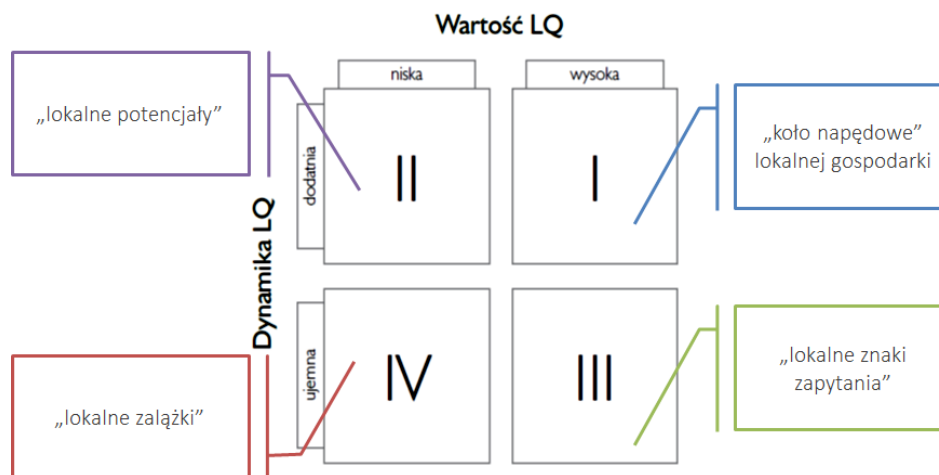 Wartość LQ
niska
wysoka
„lokalne potencjały”
„koło napędowe”
lokalnej gospodarki
dodatnia
II
I
Dynamika LQ
ujemna
IV
III
„lokalne zalążki”
„lokalne znaki
zapytania”